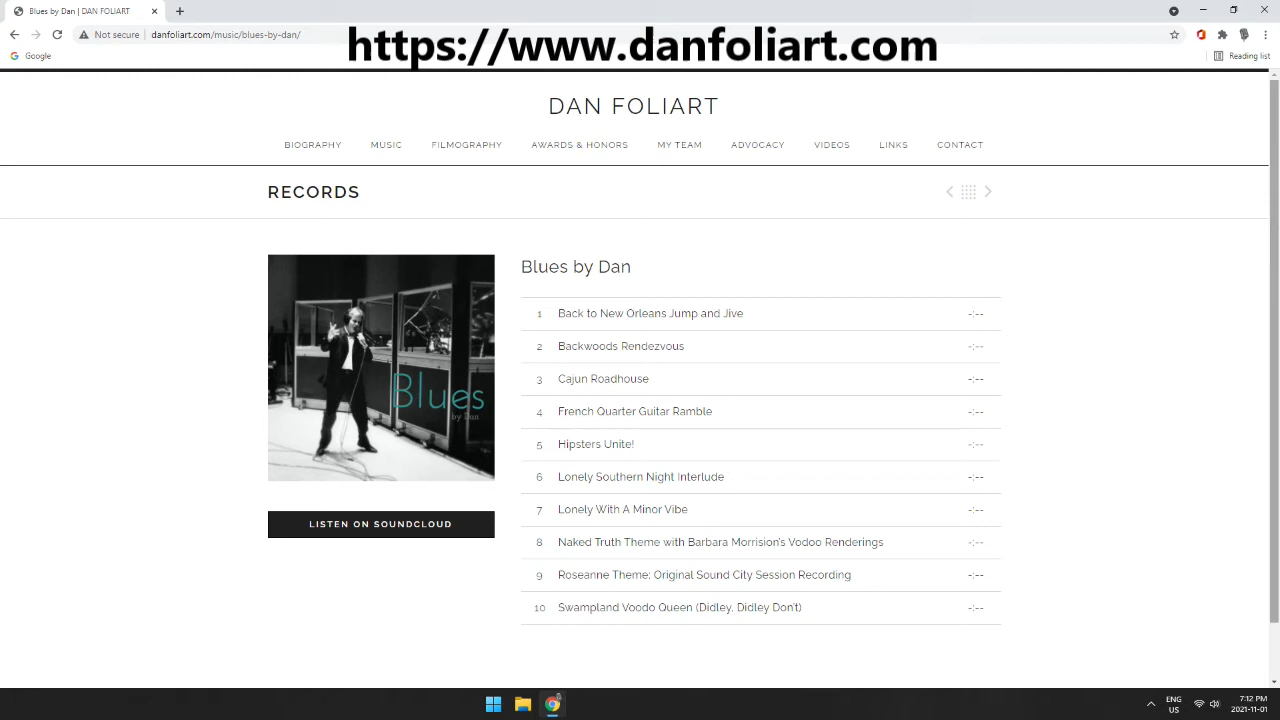 Blues by Dan | DAN FOLIART
https://www.danfoliart.com
Not secure
danfoliart.com/music/blues-by-dan/
Google
Reading list
DAN FOLIART
BIOGRAPHY MUSIC FILMOGRAPHY AWARDS & HONORS MY TEAM ADVOCACY VIDEOS LINKS CONTACT
RECORDS
Blues
by Dan
LISTEN ON SOUNDCLOUD
Blues by Dan
1 Back to New Orleans Jump and Jive -:--
2 Backwoods Rendezvous -:--
3 Cajun Roadhouse -:--
4 French Quarter Guitar Ramble -:--
5 Hipsters Unite! -:--
6 Lonely Southern Night Interlude -:--
7 Lonely With A Minor Vibe -:--
8 Naked Truth Theme with Barbara Morrision's Vodoo Renderings -:--
9 Roseanne Theme: Original Sound City Session Recording -:--
10 Swampland Voodo Queen (Didley, Didley Don't) -:--
ENG
US
7:12 PM
2021-11-01